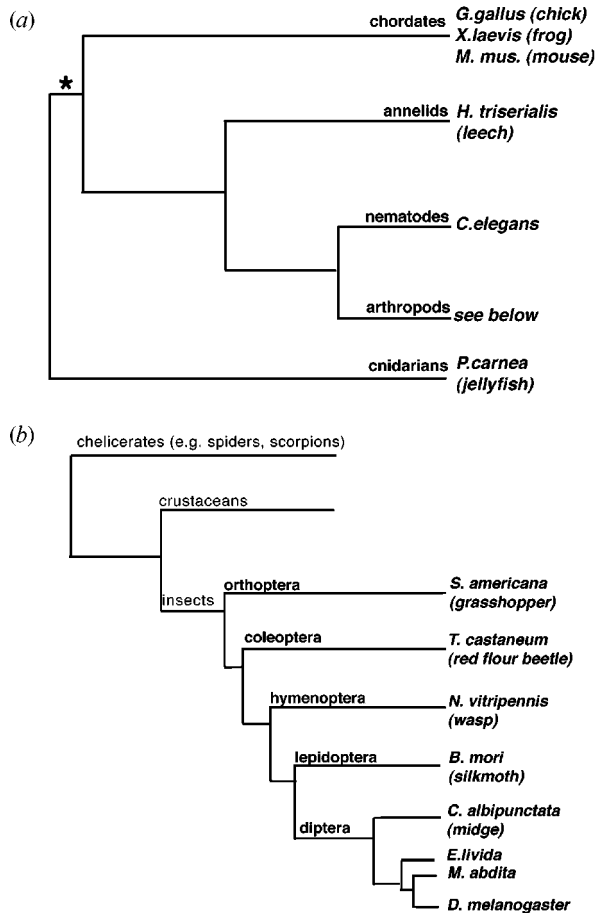 (a)
chordates
G.gallus (chick)
X.laevis (frog)
M. mus. (mouse)
*
annelids
H. triserialis
(leech)
nematodes
C.elegans
arthropods
see below
cnidarians
P.carnea
(jellyfish)
(b)
chelicerates (e.g. spiders, scorpions)
crustaceans
insects
orthoptera
S. americana
(grasshopper)
coleoptera
T. castaneum
(red flour beetle)
hymenoptera
N. vitripennis
(wasp)
lepidoptera
B. mori
(silkmoth)
diptera
C. albipunctata
(midge)
E.livida
M. abdita
D. melanogaster